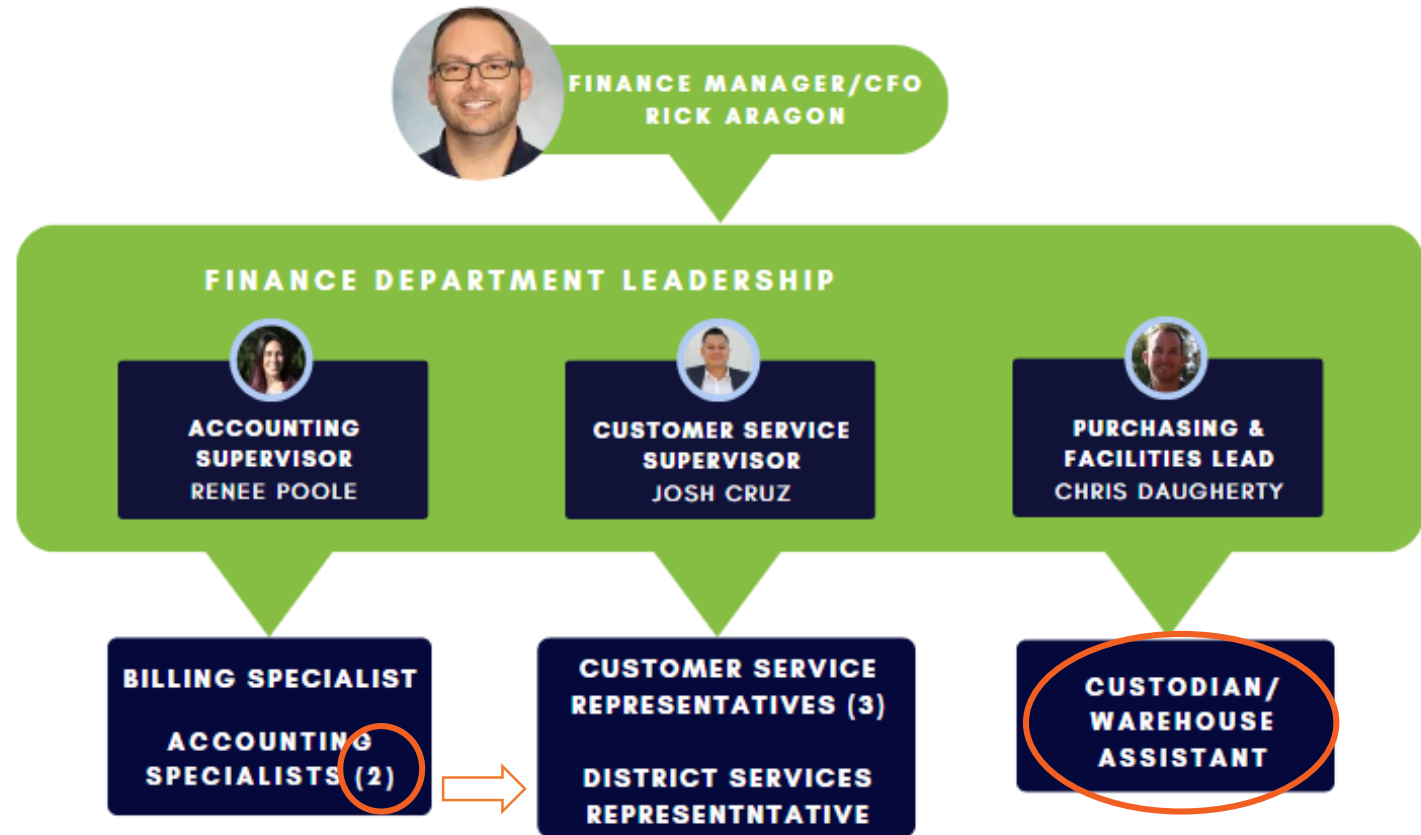 FINANCE MANAGER/CFO
RICK ARAGON
FINANCE DEPARTMENT LEADERSHIP
ACCOUNTING
SUPERVISOR
RENEE POOLE
CUSTOMER SERVICE
SUPERVISOR
JOSH CRUZ
PURCHASING &
FACILITIES LEAD
CHRIS DAUGHERTY
BILLING SPECIALIST
ACCOUNTING
SPECIALISTS (2)
CUSTOMER SERVICE
REPRESENTATIVES (3)
DISTRICT SERVICES
REPRESENTNTATIVE
CUSTODIAN/
WAREHOUSE
ASSISTANT